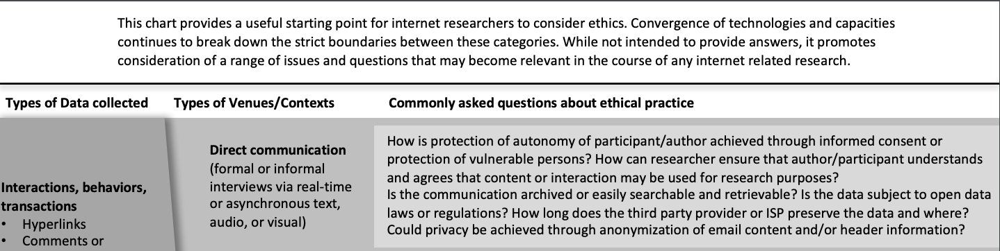 This chart provides a useful starting point for internet researchers to consider ethics. Convergence of technologies and capacities
continues to break down the strict boundaries between these categories. While not intended to provide answers, it promotes
consideration of a range of issues and questions that may become relevant in the course of any internet related research.
Types of Data collected
Types of Venues/Contexts
Commonly asked questions about ethical practice
Interactions, behaviors,
transactions
• Hyperlinks
• Comments or
Direct communication
(formal or informal
interviews via real-time
or asynchronous text,
audio, or visual)
How is protection of autonomy of participant/author achieved through informed consent or
protection of vulnerable persons? How can researcher ensure that author/participant understands
and agrees that content or interaction may be used for research purposes?
Is the communication archived or easily searchable and retrievable? Is the data subject to open data
laws or regulations? How long does the third party provider or ISP preserve the data and where?
Could privacy be achieved through anonymization of email content and/or header information?